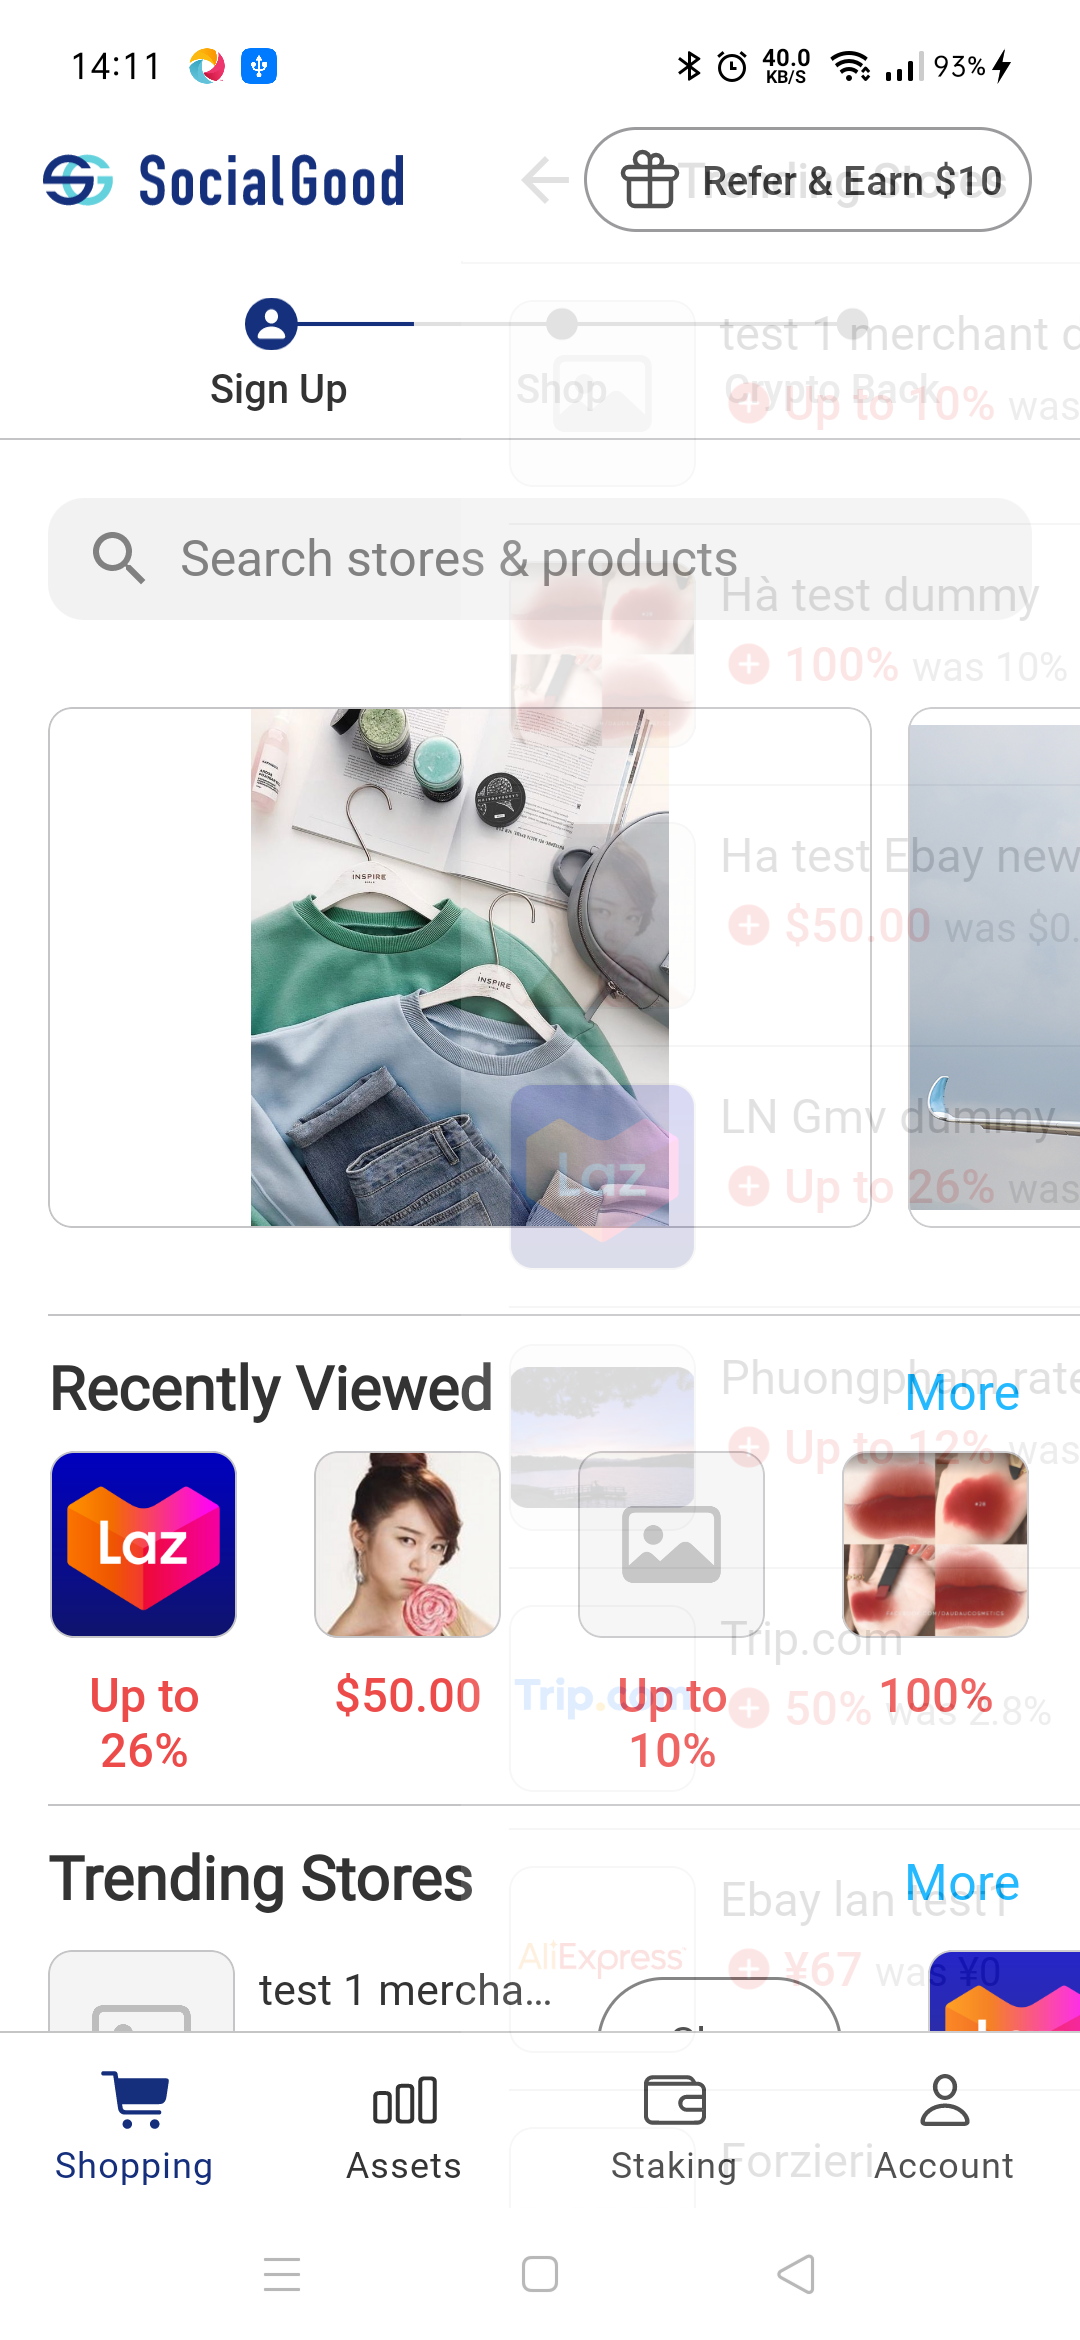 14:11
40.0
KB/S
93%
SocialGood
Refer & Earn $10
Trending Stores
Sign Up
Shop
Crypto Back
test 1 merchant d
Up to 10% was
Search stores & products
Hà test dummy
100% was 10%
INSPIRE
INSPIRE
Ha test Ebay new
$50.00 was $0.
LN Gmv dummy
Up to 26% was
Laz
Recently Viewed
More
Phuongpham rate
Up to 12% was
Laz
Trip.com
Trip.com
50% was 2.8%
Up to
26%
$50.00
Up to
10%
100%
Trending Stores
More
Ebay lan test1
AliExpress
¥67 was ¥0
test 1 mercha...
Shopping
Assets
Staking
Account
Forzieri